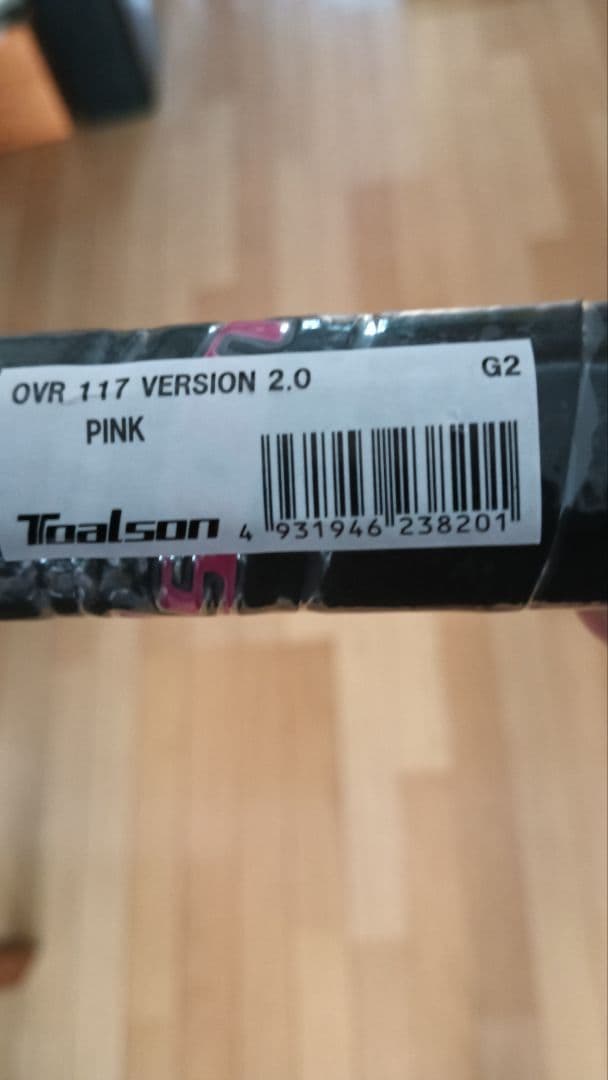 OVR 117 VERSION 2.0 G2
PINK
Toalson 4 931946 238201